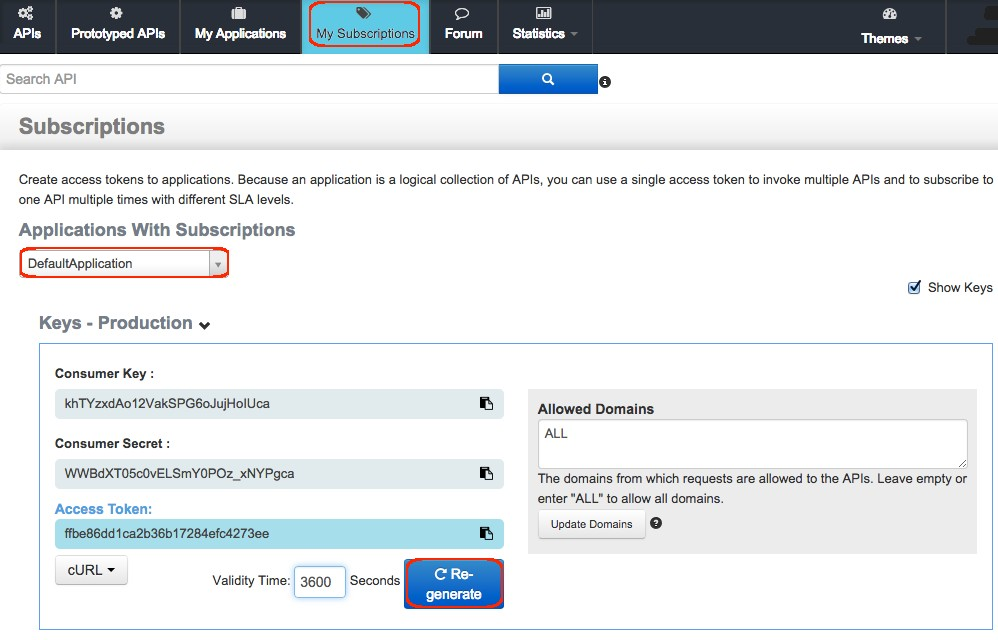 APIs Prototyped APIs My Applications My Subscriptions Forum Statistics Themes
Search API
Subscriptions
Create access tokens to applications. Because an application is a logical collection of APIs, you can use a single access token to invoke multiple APIs and to subscribe to
one API multiple times with different SLA levels.
Applications With Subscriptions
DefaultApplication
Show Keys
Keys - Production
Consumer Key :
khTYzxdAo12VakSPG6oJujHolUca
Consumer Secret :
WWBdXT05c0vELSmY0POz_xNYPgca
Access Token:
ffbe86dd1ca2b36b17284efc4273ee
cURL
Validity Time: 3600 Seconds
Re-
generate
Allowed Domains
ALL
The domains from which requests are allowed to the APIs. Leave empty or
enter "ALL" to allow all domains.
Update Domains